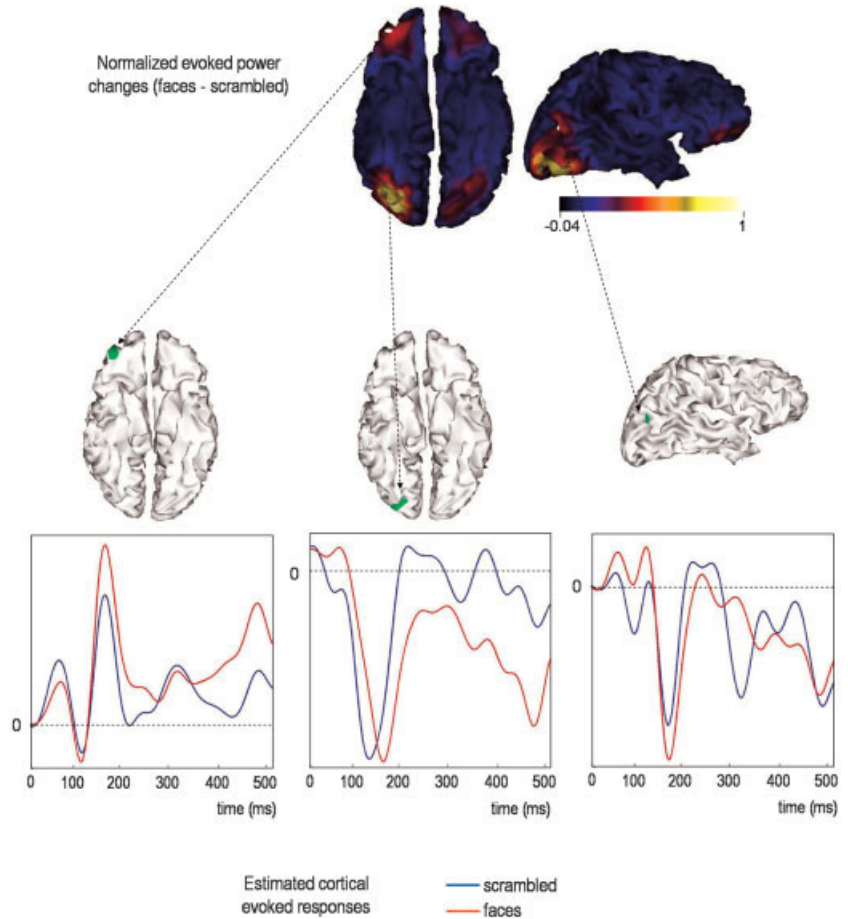 Normalized evoked power
changes (faces - scrambled)
-0.04 1
0
0 100 200 300 400 500
time (ms)
0
0 100 200 300 400 500
time (ms)
0
0 100 200 300 400 500
time (ms)
Estimated cortical
evoked responses
scrambled
faces